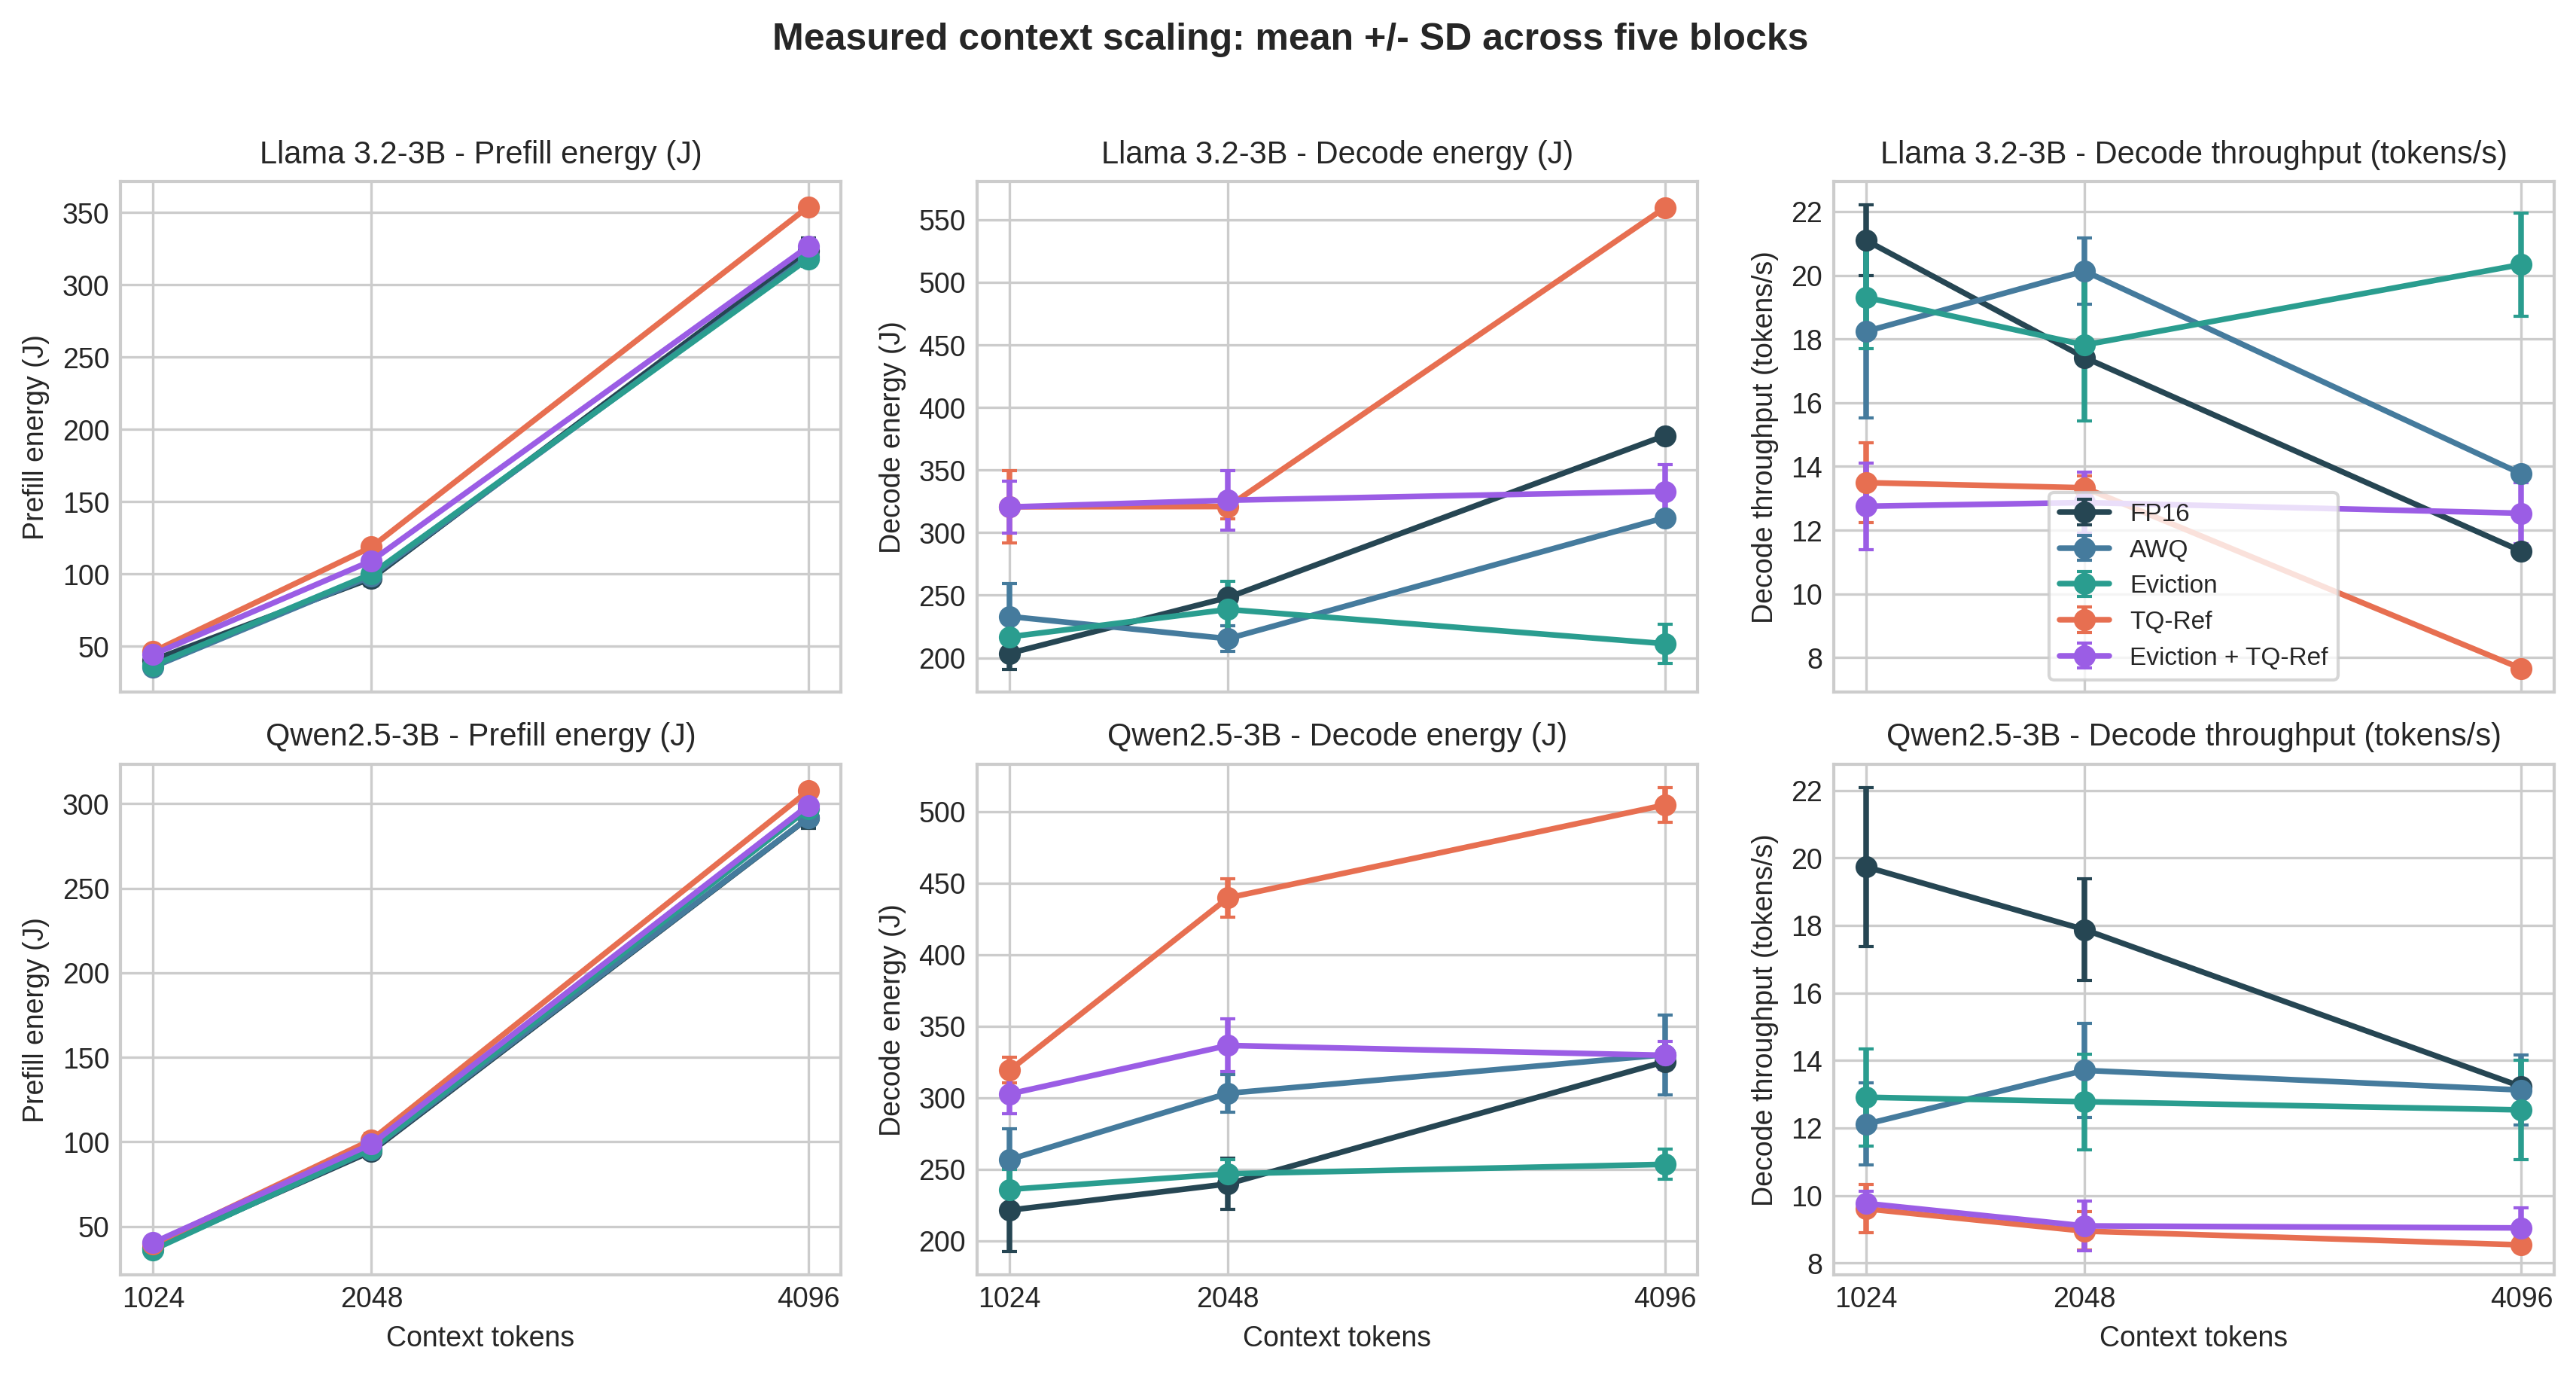 Measured context scaling: mean +/- SD across five blocks
Llama 3.2-3B - Prefill energy (J)
Prefill energy (J)
350
300
250
200
150
100
50
Llama 3.2-3B - Decode energy (J)
Decode energy (J)
550
500
450
400
350
300
250
200
Llama 3.2-3B - Decode throughput (tokens/s)
Decode throughput (tokens/s)
22
20
18
16
14
12
10
8
FP16
AWQ
Eviction
TQ-Ref
Eviction + TQ-Ref
Qwen2.5-3B - Prefill energy (J)
Prefill energy (J)
300
250
200
150
100
50
1024
2048
4096
Context tokens
Qwen2.5-3B - Decode energy (J)
Decode energy (J)
500
450
400
350
300
250
200
1024
2048
4096
Context tokens
Qwen2.5-3B - Decode throughput (tokens/s)
Decode throughput (tokens/s)
22
20
18
16
14
12
10
8
1024
2048
4096
Context tokens